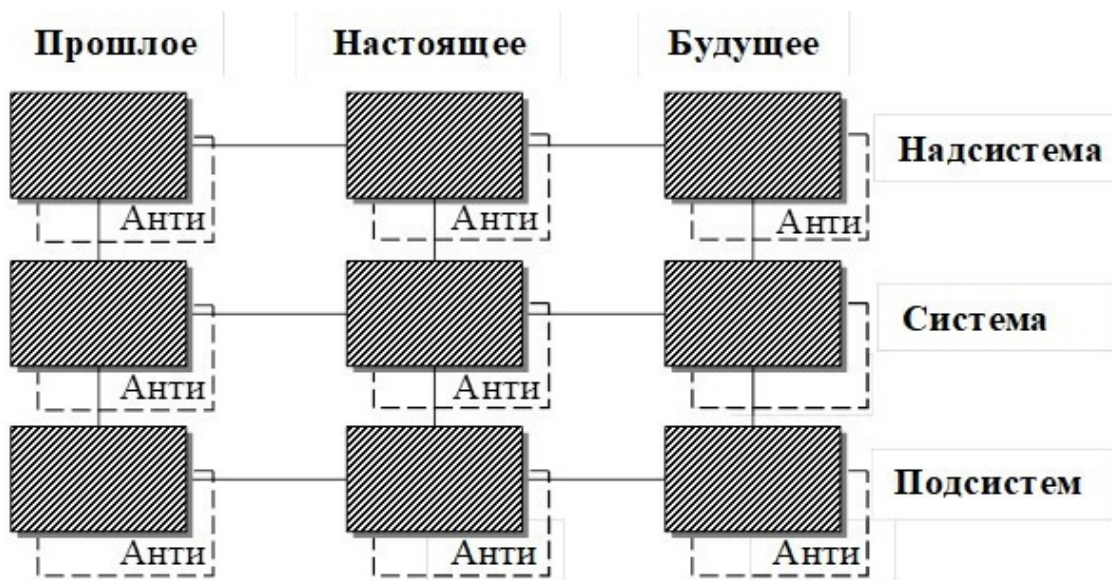 Прошлое Настоящее Будущее
Надсистема
Анти Анти Анти
Система
Анти Анти
Подсистем
Анти Анти Анти